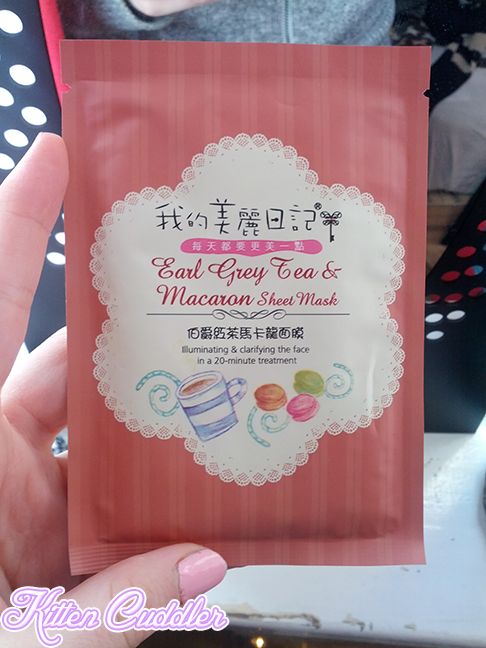 我的美麗日記®
每天都要更美一點
Earl Grey Tea &
Macaron Sheet Mask
伯爵紅茶馬卡龍面膜
Illuminating & clarifying the face
in a 20-minute treatment
Kitten Cuddler